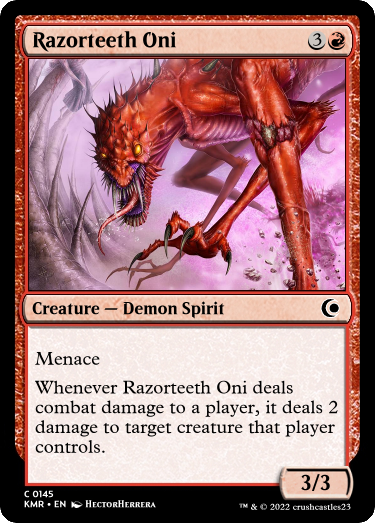 Razorteeth Oni 3
Creature — Demon Spirit
Menace
Whenever Razorteeth Oni deals
combat damage to a player, it deals 2
damage to target creature that player
controls.
3/3
C 0145
KMR • EN HectorHerrera
™ & © 2022 crushcastles23